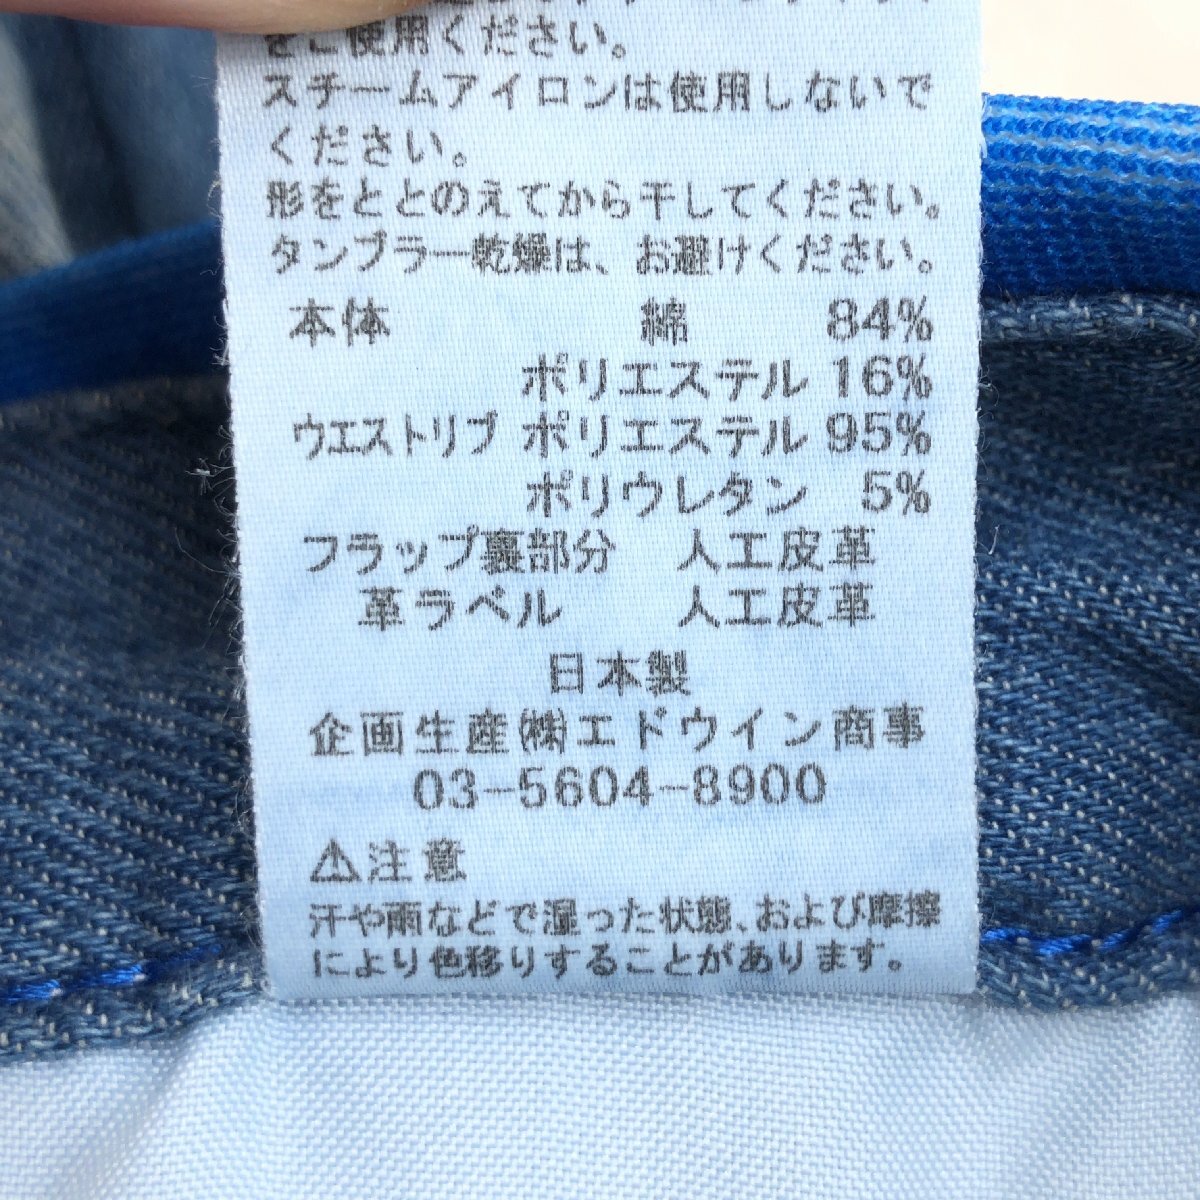 をご使用ください。
スチームアイロンは使用しないで
ください。
形をととのえてから干してください。
タンブラー乾燥は、お避けください。
本体 綿 84%
ポリエステル 16%
ウエストリブ ポリエステル 95%
ポリウレタン 5%
フラップ裏部分 人工皮革
革ラベル 人工皮革
日本製
企画生産㈱エドウイン商事
03-5604-8900
⚠注意
汗や雨などで湿った状態、および摩擦
により色移りすることがあります。